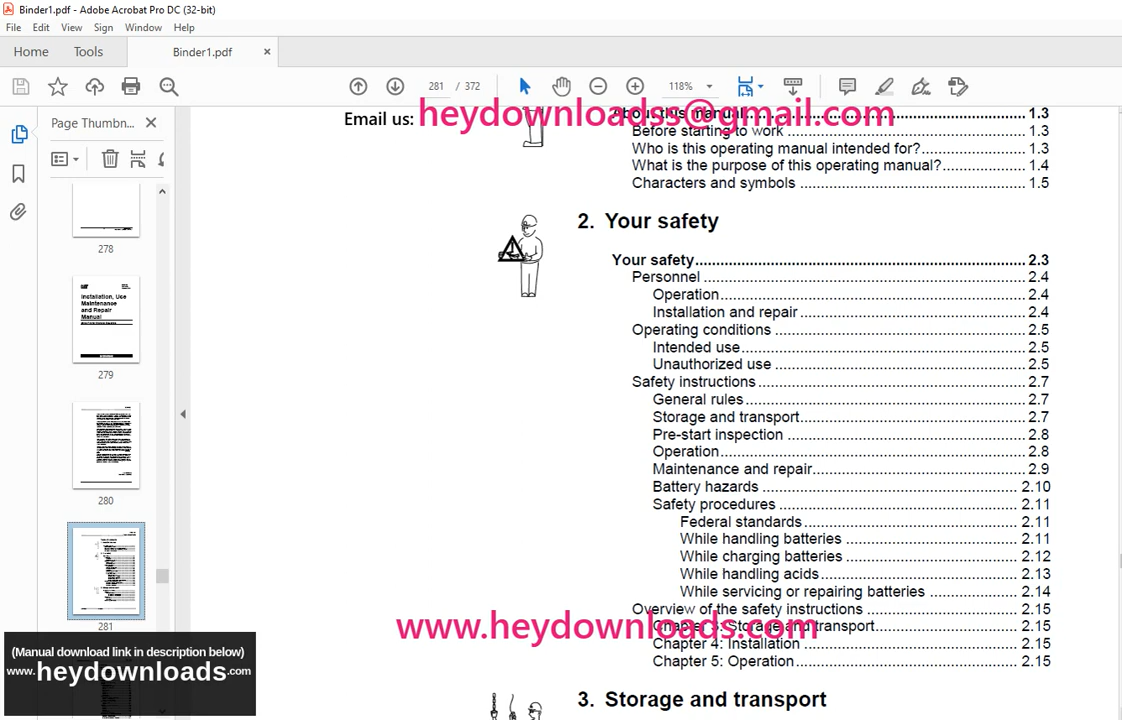 Binder1.pdf - Adobe Acrobat Pro DC (32-bit)
File Edit View Sign Window Help
Home Tools Binder1.pdf ×
281 / 372 118%
Page Thumbn...
278
Installation, Use
Maintenance
and Repair
Manual
279
280
281
Email us: heydownloadss@gmail.com
About this manual 1.3
Before starting to work 1.3
Who is this operating manual intended for? 1.3
What is the purpose of this operating manual? 1.4
Characters and symbols 1.5
2. Your safety
Your safety 2.3
Personnel 2.4
Operation 2.4
Installation and repair 2.4
Operating conditions 2.5
Intended use 2.5
Unauthorized use 2.5
Safety instructions 2.7
General rules 2.7
Storage and transport 2.7
Pre-start inspection 2.8
Operation 2.8
Maintenance and repair 2.9
Battery hazards 2.10
Safety procedures 2.11
Federal standards 2.11
While handling batteries 2.11
While charging batteries 2.12
While handling acids 2.13
While servicing or repairing batteries 2.14
Overview of the safety instructions 2.15
www.heydownloads.com
Chapter 3: Storage and transport 2.15
Chapter 4: Installation 2.15
Chapter 5: Operation 2.15
3. Storage and transport
(Manual download link in description below)
www.heydownloads.com